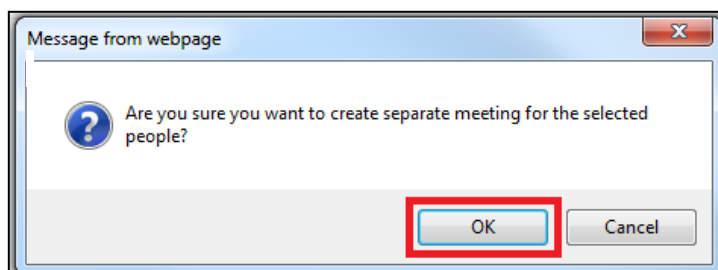 Message from webpage
Are you sure you want to create separate meeting for the selected
people?
OK
Cancel